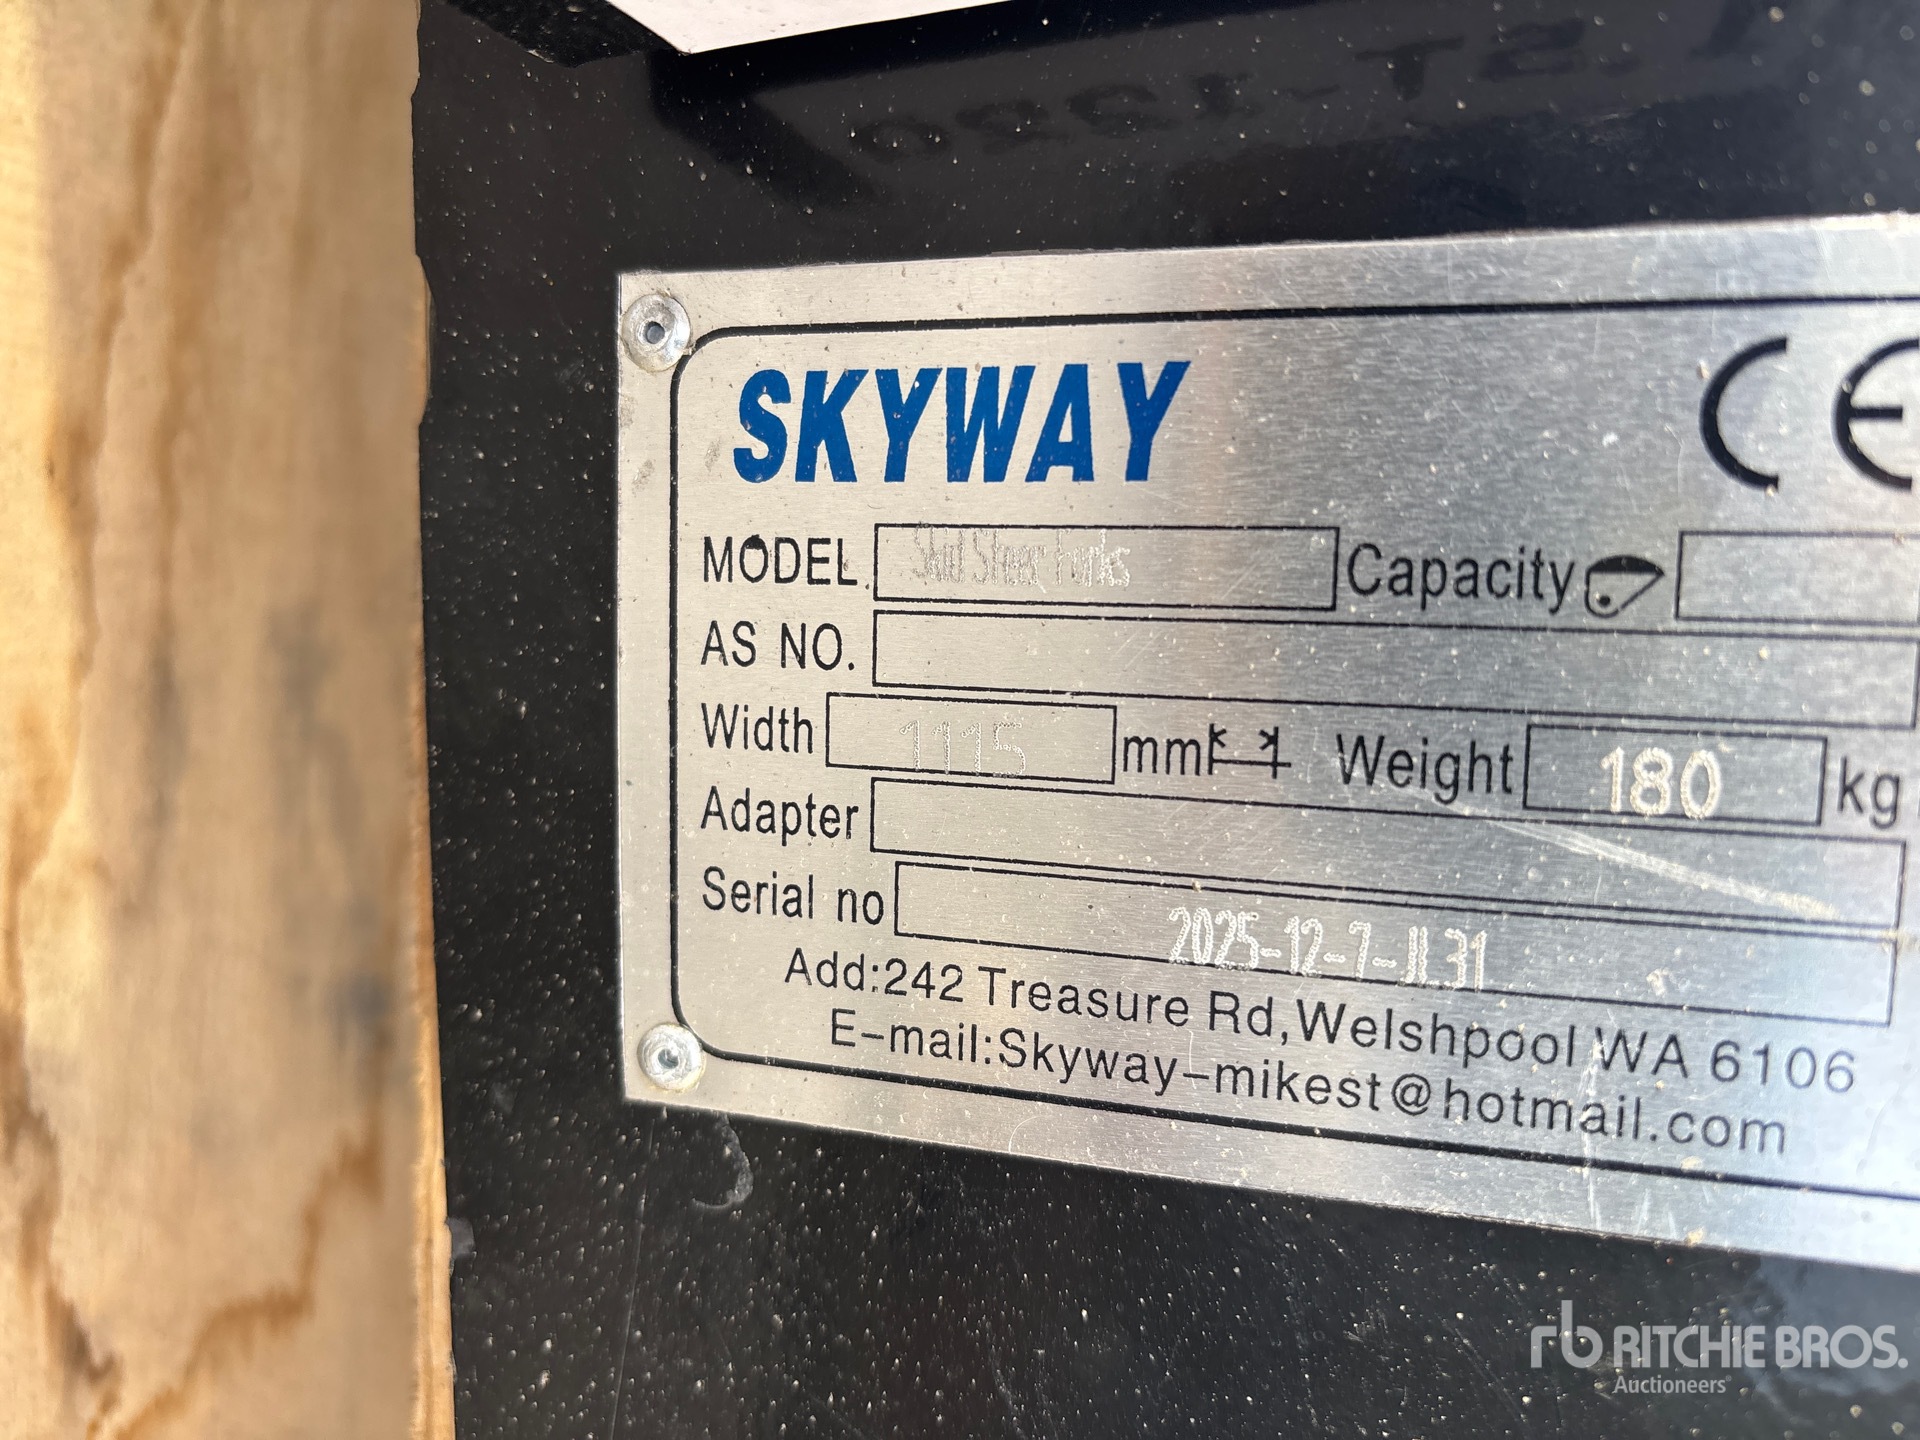 SKYWAY CE
MODEL Skid Steer Forks Capacity
AS NO.
Width 1115 mm Weight 180 kg
Adapter
Serial no 2025-12-7-JL31
Add:242 Treasure Rd,Welshpool WA 6106
E-mail:Skyway-mikest@hotmail.com
rb RITCHIE BROS.
Auctioneers